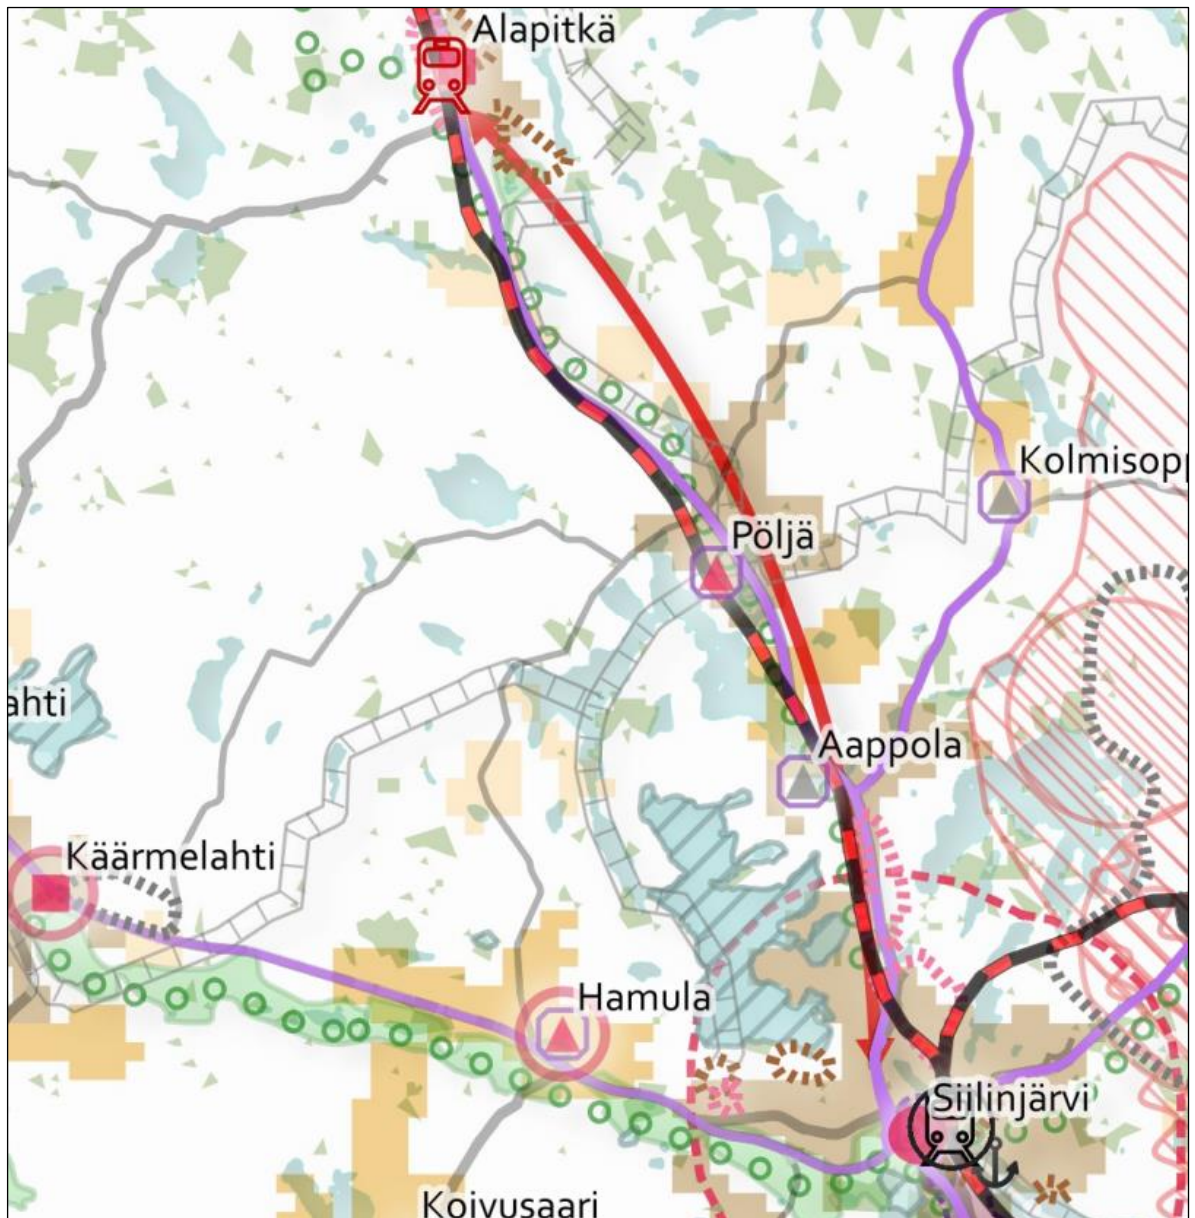 Alapitkä
Kolmisopp
Pöljä
ahti
Aappola
Käärmelahti
Hamula
Siilinjärvi
Koivusaari